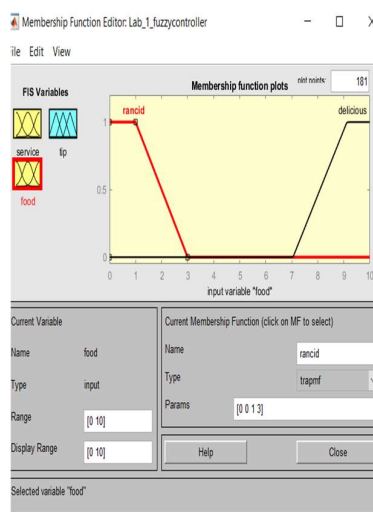 Membership Function Editor: Lab_1_fuzzycontroller
File Edit View
FIS Variables
service
tip
food
Membership function plots
plot points:
181
rancid
delicious
1
0.5
0
0 1 2 3 4 5 6 7 8 9 10
input variable "food"
Current Variable
Name food
Type input
Range [0 10]
Display Range [0 10]
Current Membership Function (click on MF to select)
Name rancid
Type trapmf
Params [0 0 1 3]
Help
Close
Selected variable "food"